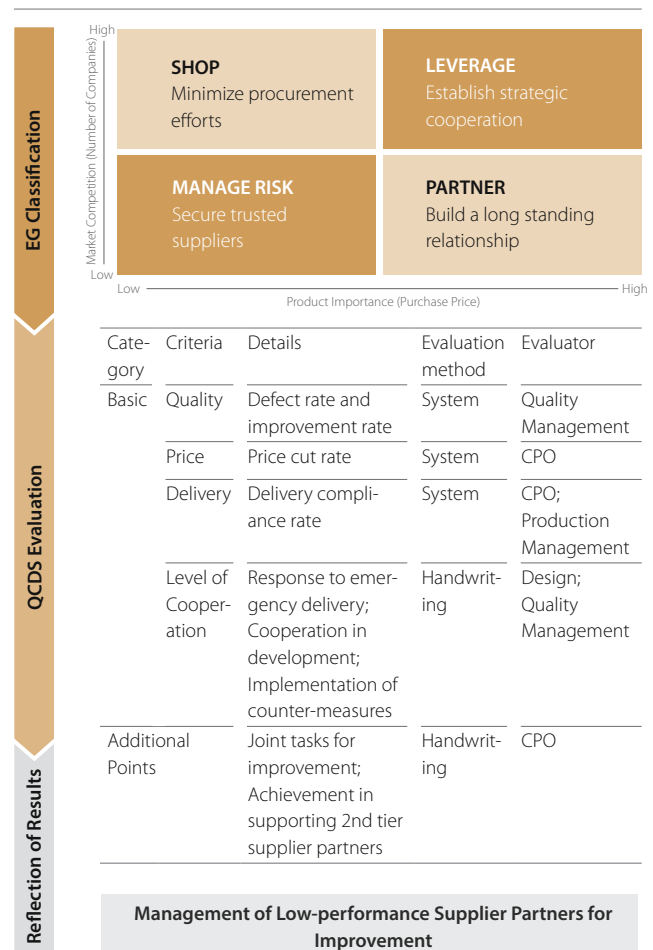 EG Classification
High
Market Competition (Number of Companies)
Low
SHOP
Minimize procurement
efforts
LEVERAGE
Establish strategic
cooperation
MANAGE RISK
Secure trusted
suppliers
PARTNER
Build a long standing
relationship
Low
High
Product Importance (Purchase Price)
QCDS Evaluation
Cate-
gory
Criteria
Details
Evaluation
method
Evaluator
Basic
Quality
Defect rate and
improvement rate
System
Quality
Management
Price
Price cut rate
System
CPO
Delivery
Delivery compli-
ance rate
System
CPO;
Production
Management
Level of
Cooper-
ation
Response to emer-
gency delivery;
Cooperation in
development;
Implementation of
counter-measures
Handwrit-
ing
Design;
Quality
Management
Additional
Points
Joint tasks for
improvement;
Achievement in
supporting 2nd tier
supplier partners
Handwrit-
ing
CPO
Reflection of Results
Management of Low-performance Supplier Partners for
Improvement